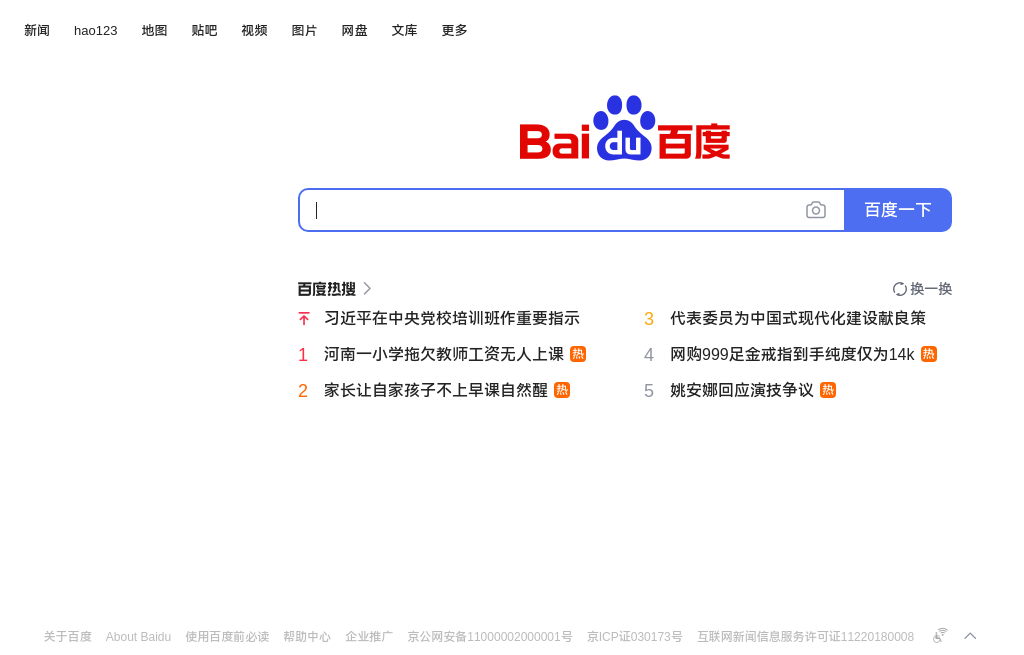 新闻 hao123 地图 贴吧 视频 图片 网盘 文库 更多
Bai du 百度
百度一下
百度热搜 换一换
习近平在中央党校培训班作重要指示
3 代表委员为中国式现代化建设献良策
1 河南一小学拖欠教师工资无人上课 热
4 网购999足金戒指到手纯度仅为14k 热
2 家长让自家孩子不上早课自然醒 热
5 姚安娜回应演技争议 热
关于百度 About Baidu 使用百度前必读 帮助中心 企业推广 京公网安备11000002000001号 京ICP证030173号 互联网新闻信息服务许可证11220180008